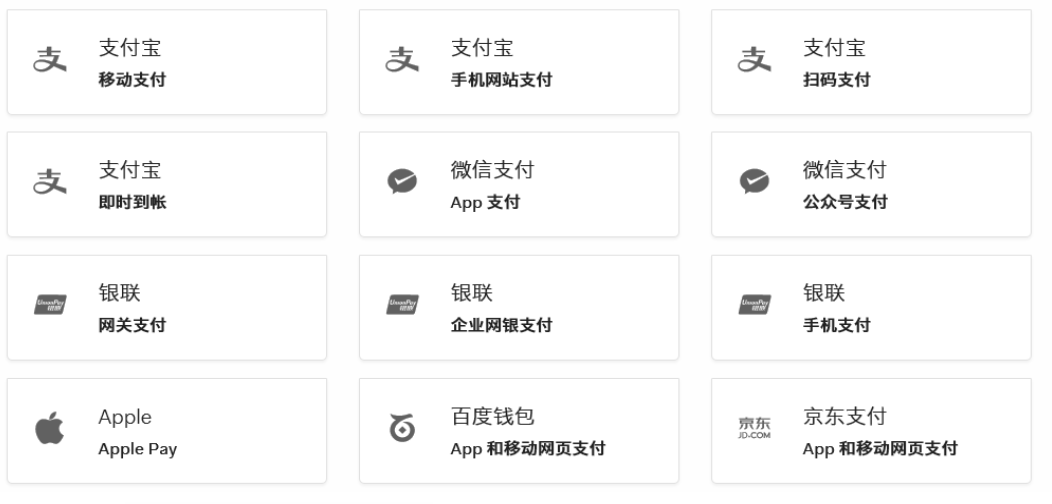 支付宝
移动支付
支付宝
手机网站支付
支付宝
扫码支付
支付宝
即时到帐
微信支付
App 支付
微信支付
公众号支付
UnionPay
银联
银联
网关支付
UnionPay
银联
银联
企业网银支付
UnionPay
银联
银联
手机支付
Apple
Apple Pay
百度钱包
App 和移动网页支付
京东
JD.COM
京东支付
App 和移动网页支付